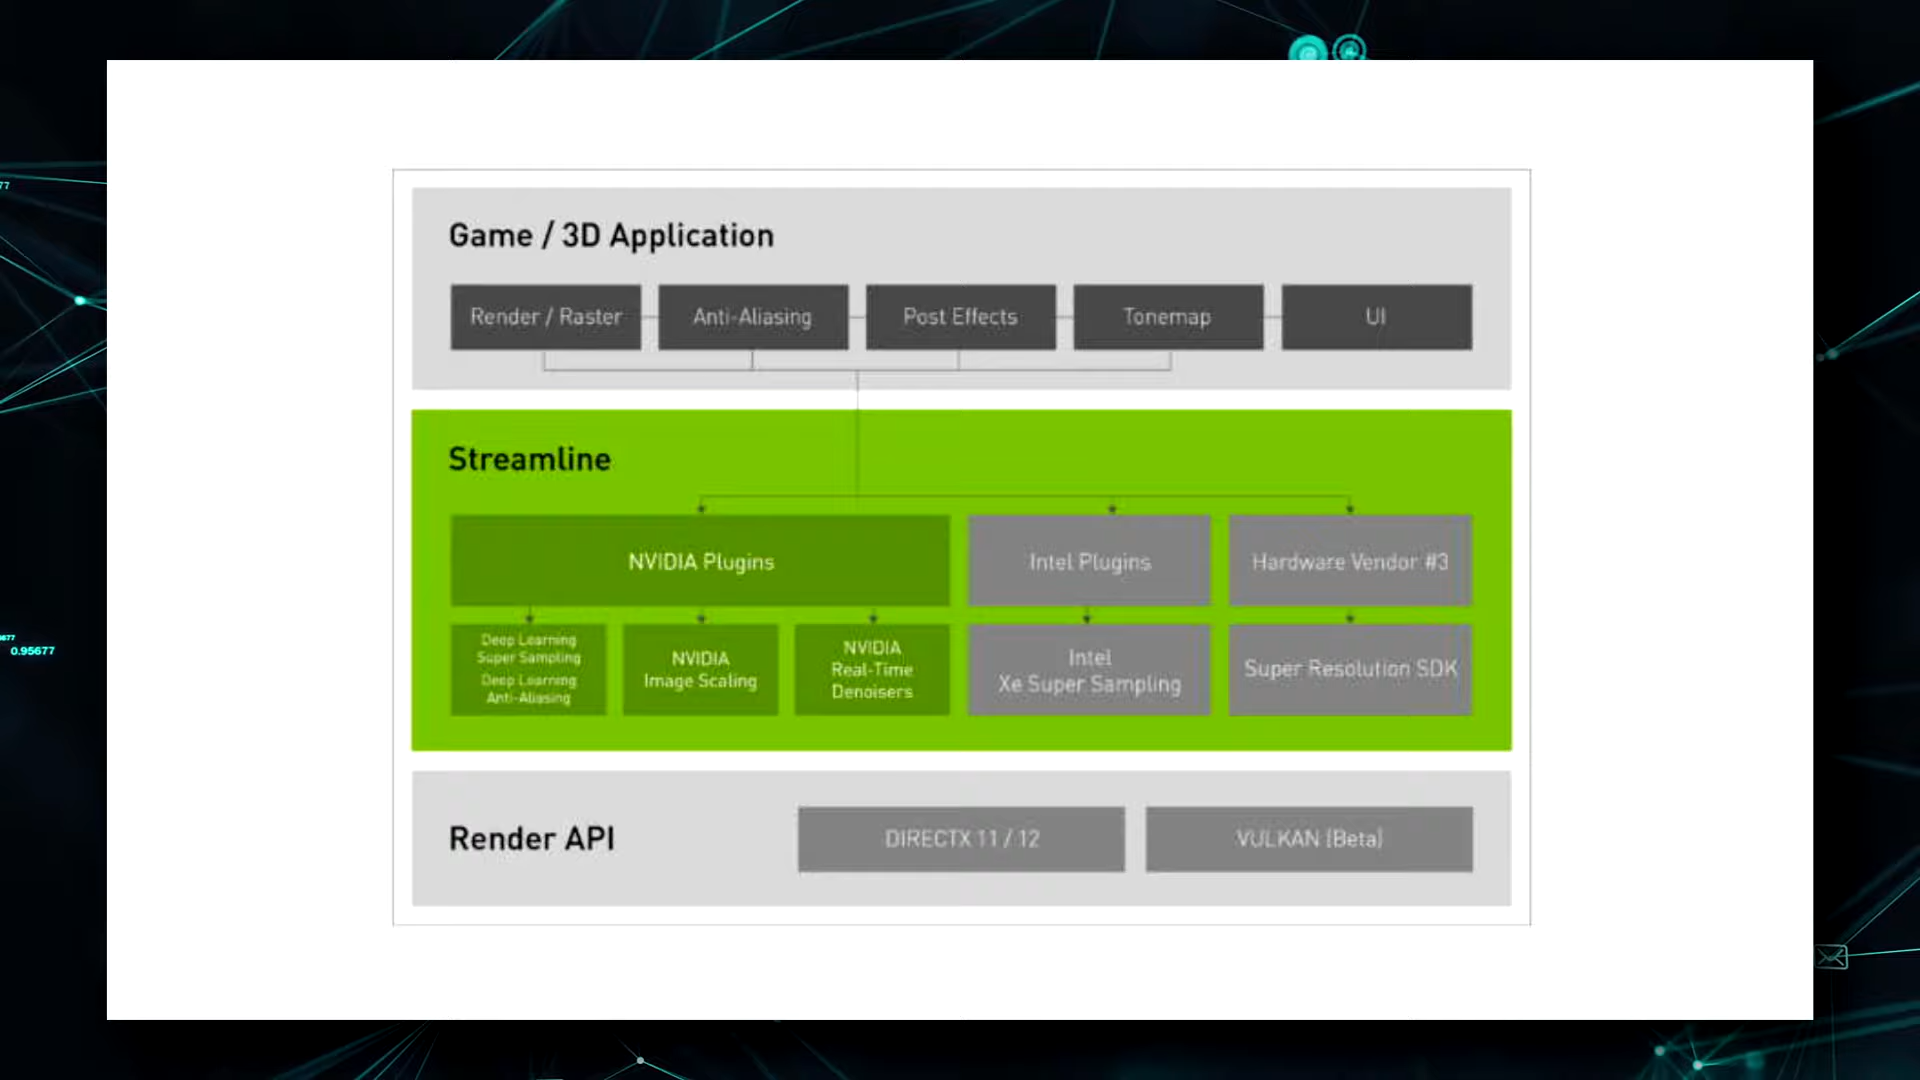 77
Game / 3D Application
Render / Raster
Anti-Aliasing
Post Effects
Tonemap
UI
Streamline
NVIDIA Plugins
Intel Plugins
Hardware Vendor #3
Deep Learning
Super Sampling
Deep Learning
Anti-Aliasing
NVIDIA
Image Scaling
NVIDIA
Real-Time
Denoisers
Intel
Xe Super Sampling
Super Resolution SDK
677
0.95677
Render API
DIRECTX 11 / 12
VULKAN (Beta)